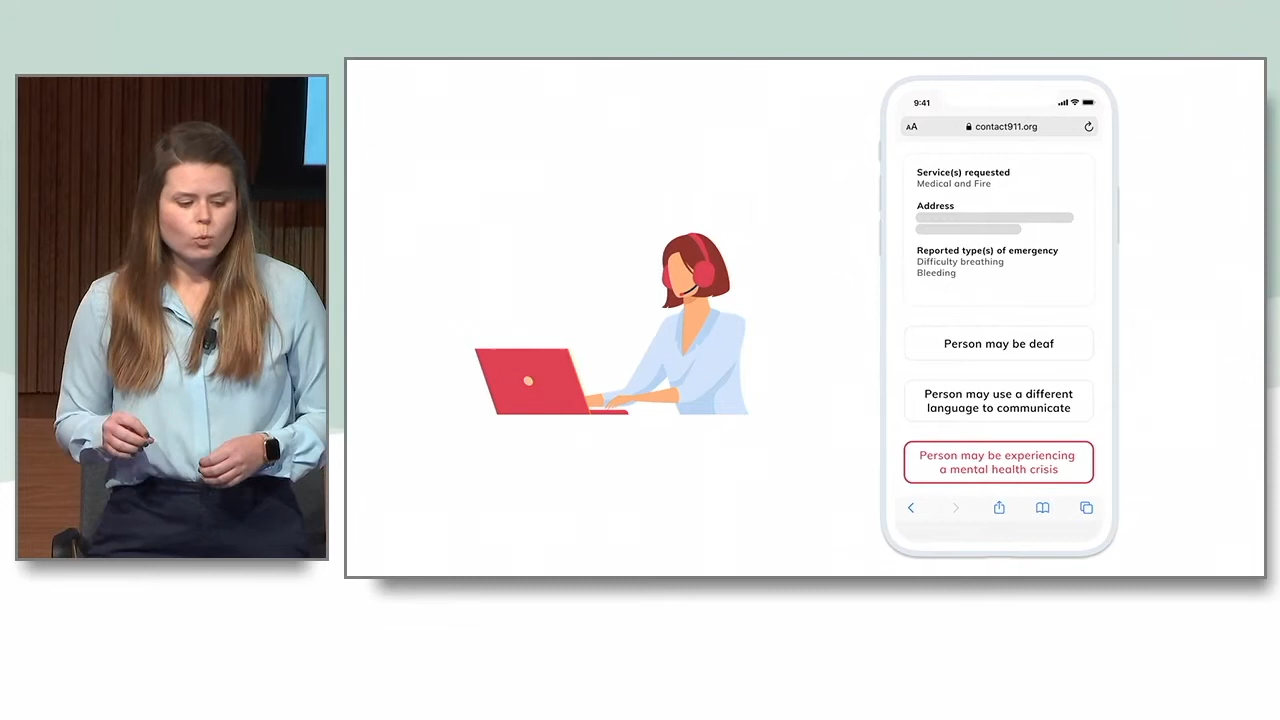 9:41
AA
contact911.org
Service(s) requested
Medical and Fire
Address
Reported type(s) of emergency
Difficulty breathing
Bleeding
Person may be deaf
Person may use a different
language to communicate
Person may be experiencing
a mental health crisis